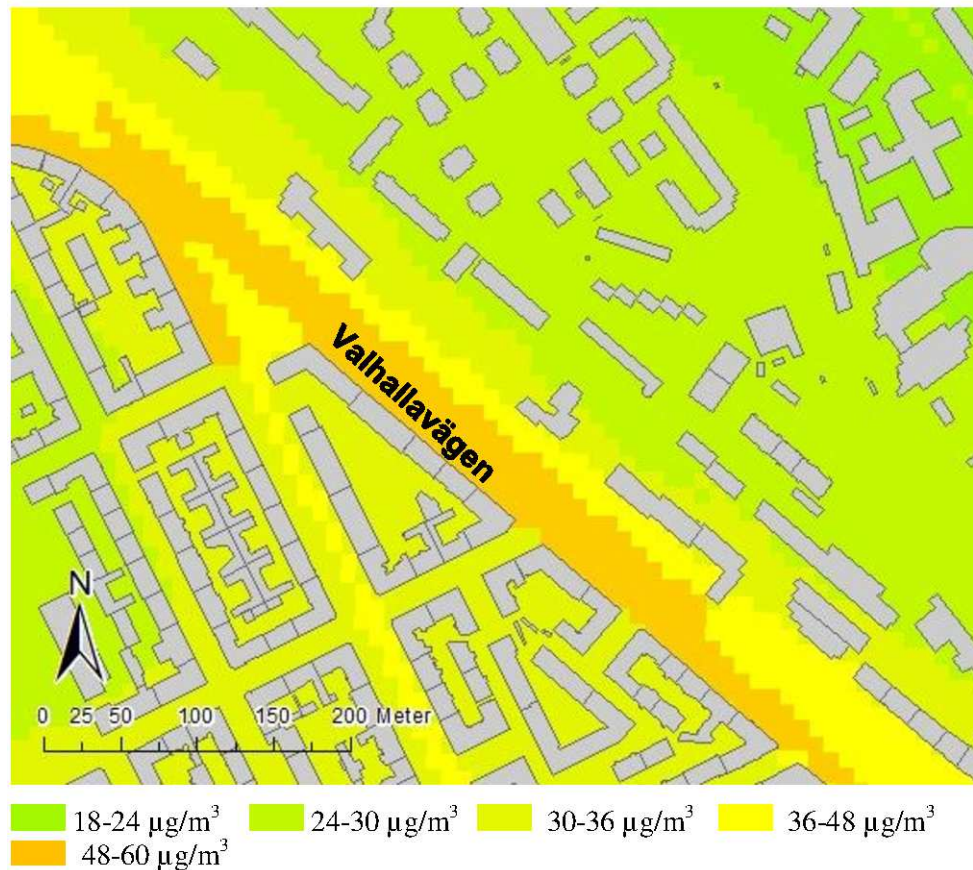 Valhallavägen
N
0 25 50 100 150 200 Meter
18-24 µg/m³ 24-30 µg/m³ 30-36 µg/m³ 36-48 µg/m³
48-60 µg/m³